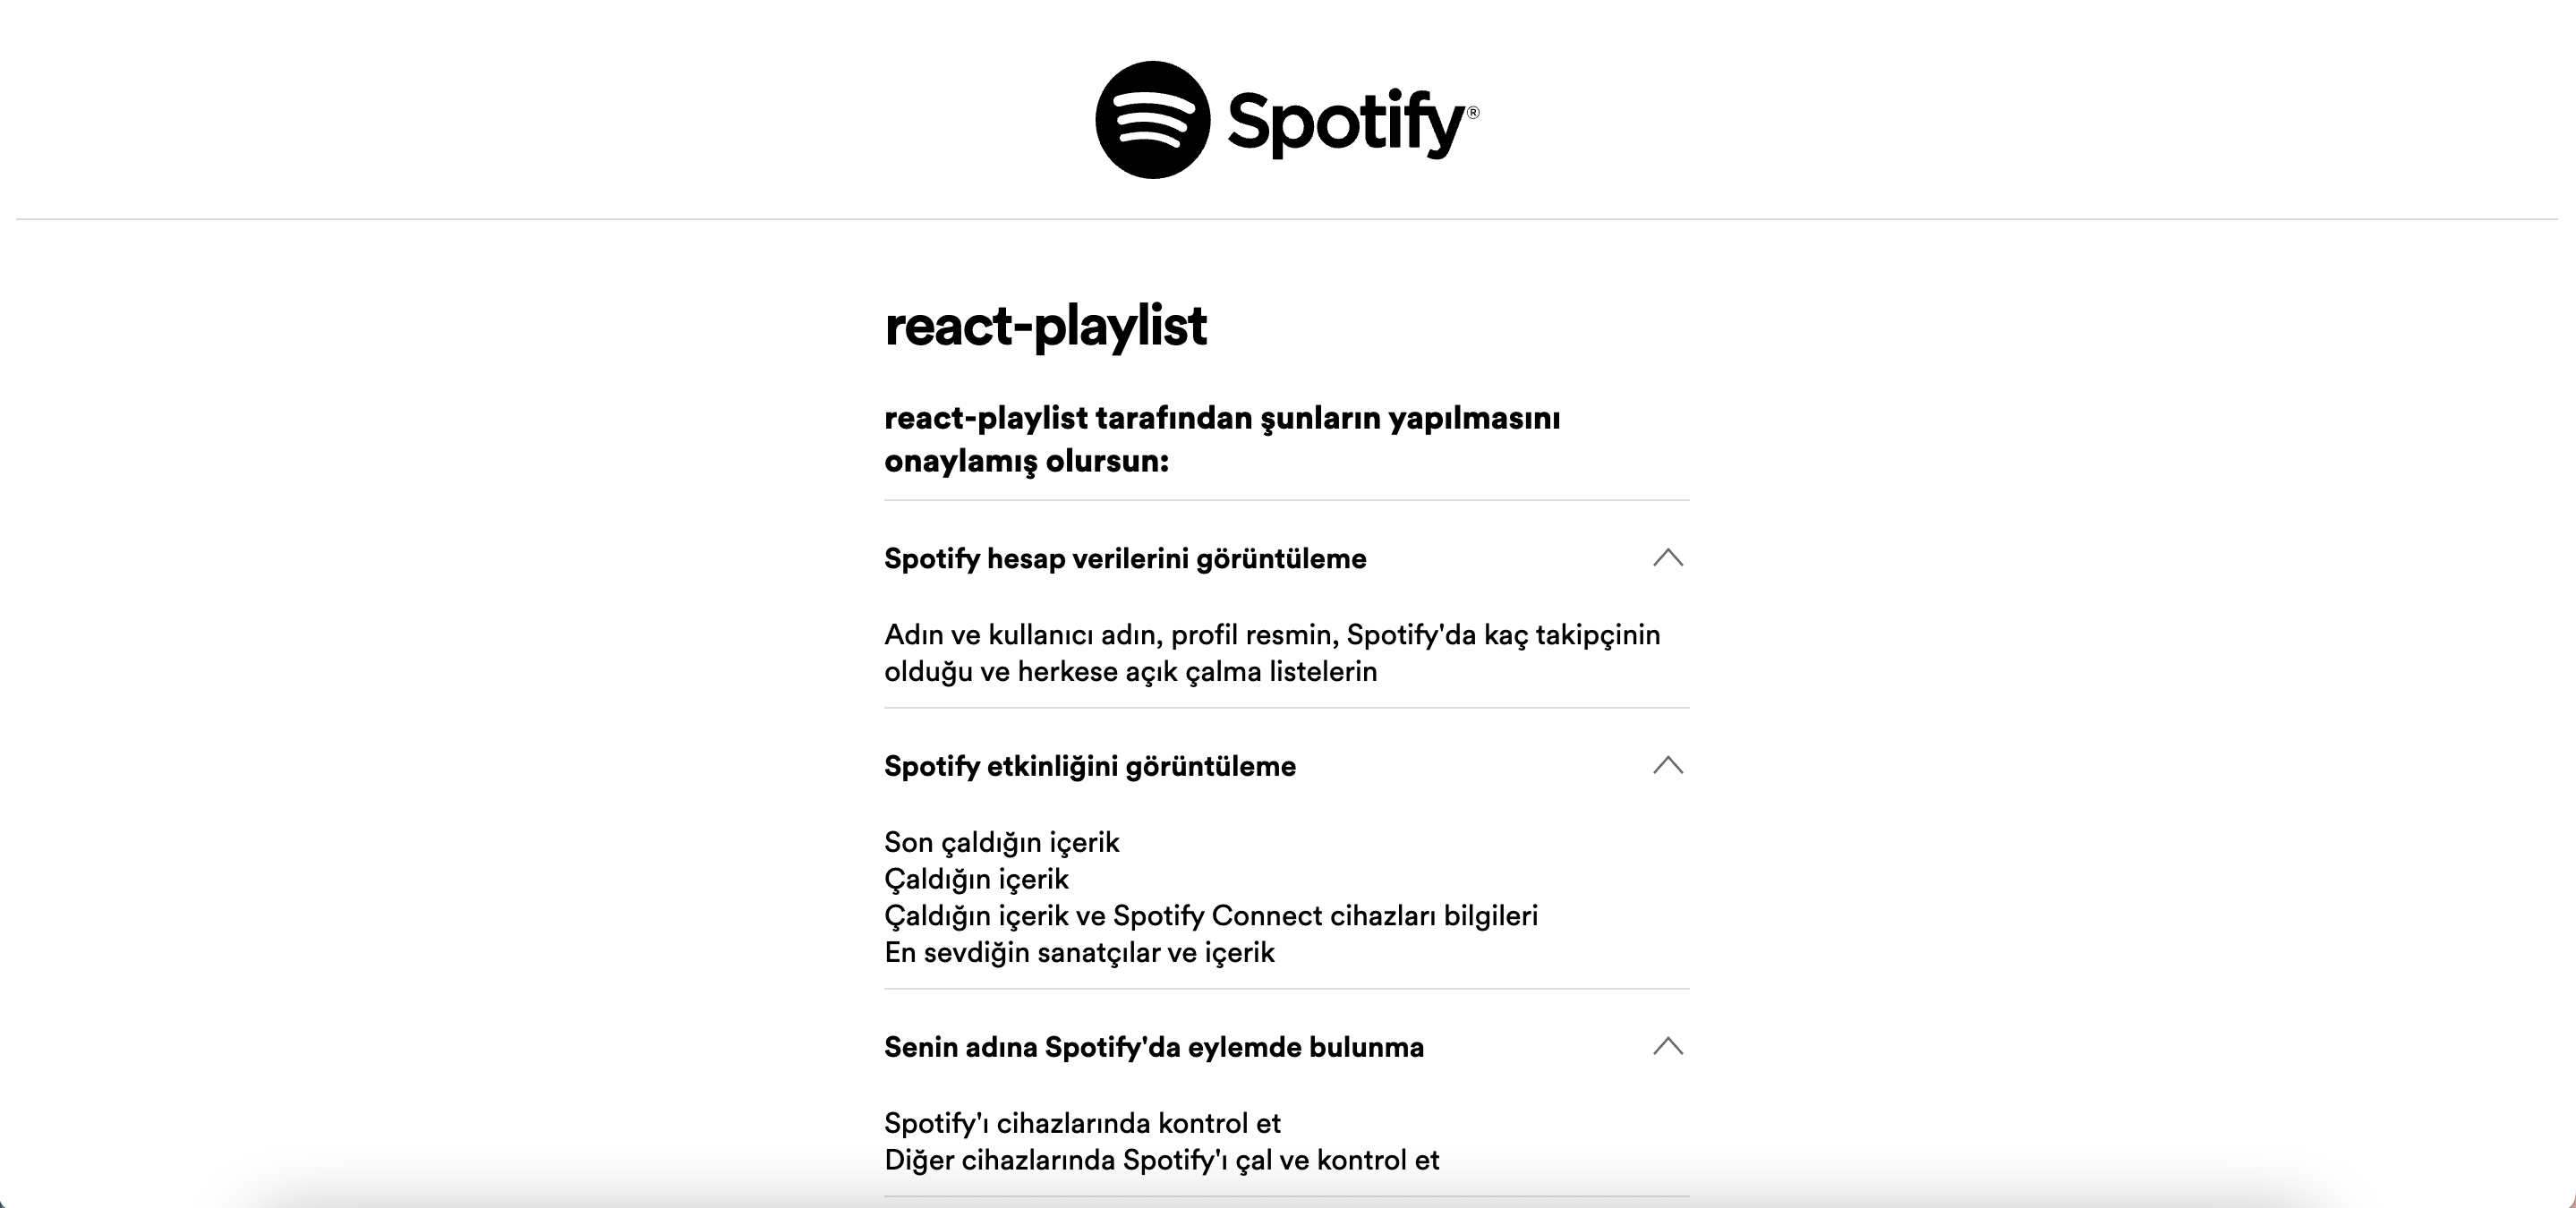 Spotify®
react-playlist
react-playlist tarafından şunların yapılmasını
onaylamış olursun:
Spotify hesap verilerini görüntüleme
Adın ve kullanıcı adın, profil resmin, Spotify'da kaç takipçinin
olduğu ve herkese açık çalma listelerin
Spotify etkinliğini görüntüleme
Son çaldığın içerik
Çaldığın içerik
Çaldığın içerik ve Spotify Connect cihazları bilgileri
En sevdiğin sanatçılar ve içerik
Senin adına Spotify'da eylemde bulunma
Spotify'ı cihazlarında kontrol et
Diğer cihazlarında Spotify'ı çal ve kontrol et